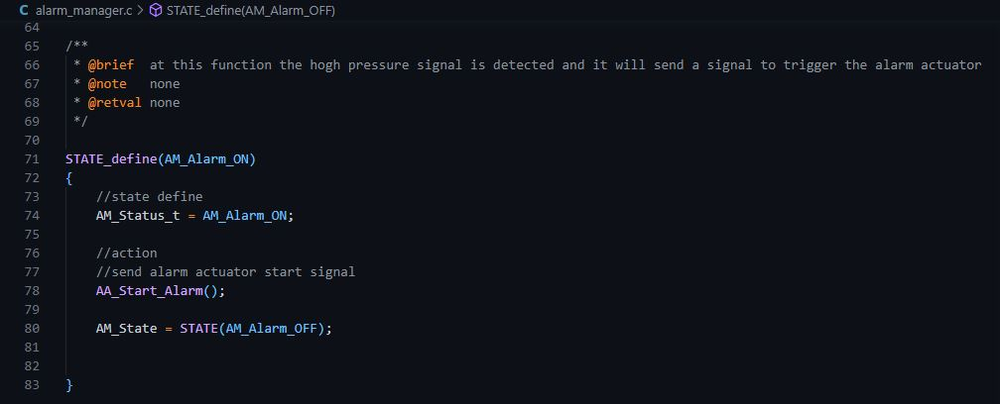 C alarm_manager.c > STATE_define(AM_Alarm_OFF)
64
65 /**
66  * @brief  at this function the hogh pressure signal is detected and it will send a signal to trigger the alarm actuator
67  * @note   none
68  * @retval none
69  */
70
71 STATE_define(AM_Alarm_ON)
72 {
73     //state define
74     AM_Status_t = AM_Alarm_ON;
75
76     //action
77     //send alarm actuator start signal
78     AA_Start_Alarm();
79
80     AM_State = STATE(AM_Alarm_OFF);
81
82
83 }